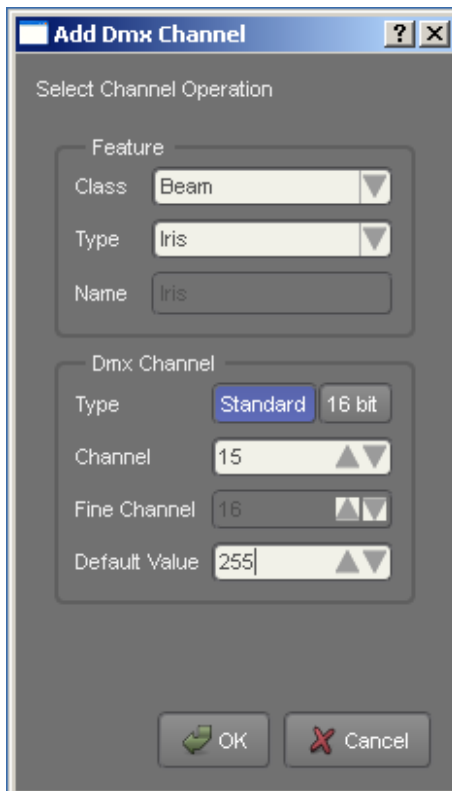 Add Dmx Channel ? X
Select Channel Operation
Feature
Class Beam
Type Iris
Name Iris
Dmx Channel
Type Standard 16 bit
Channel 15
Fine Channel 16
Default Value 255
OK Cancel